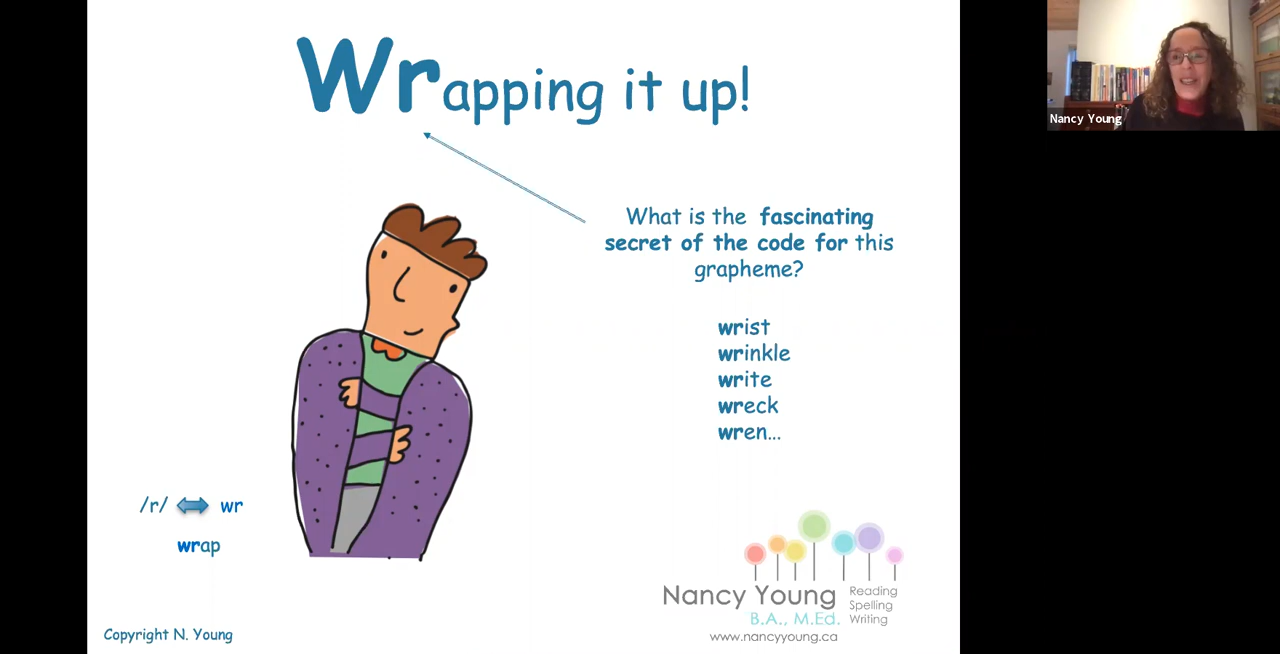 Wrapping it up!
Nancy Young
What is the fascinating
secret of the code for this
grapheme?
wrist
wrinkle
write
wreck
wren...
/r/ wr
wrap
Nancy Young
B.A., M.Ed.
Reading
Spelling
Writing
www.nancyyoung.ca
Copyright N. Young